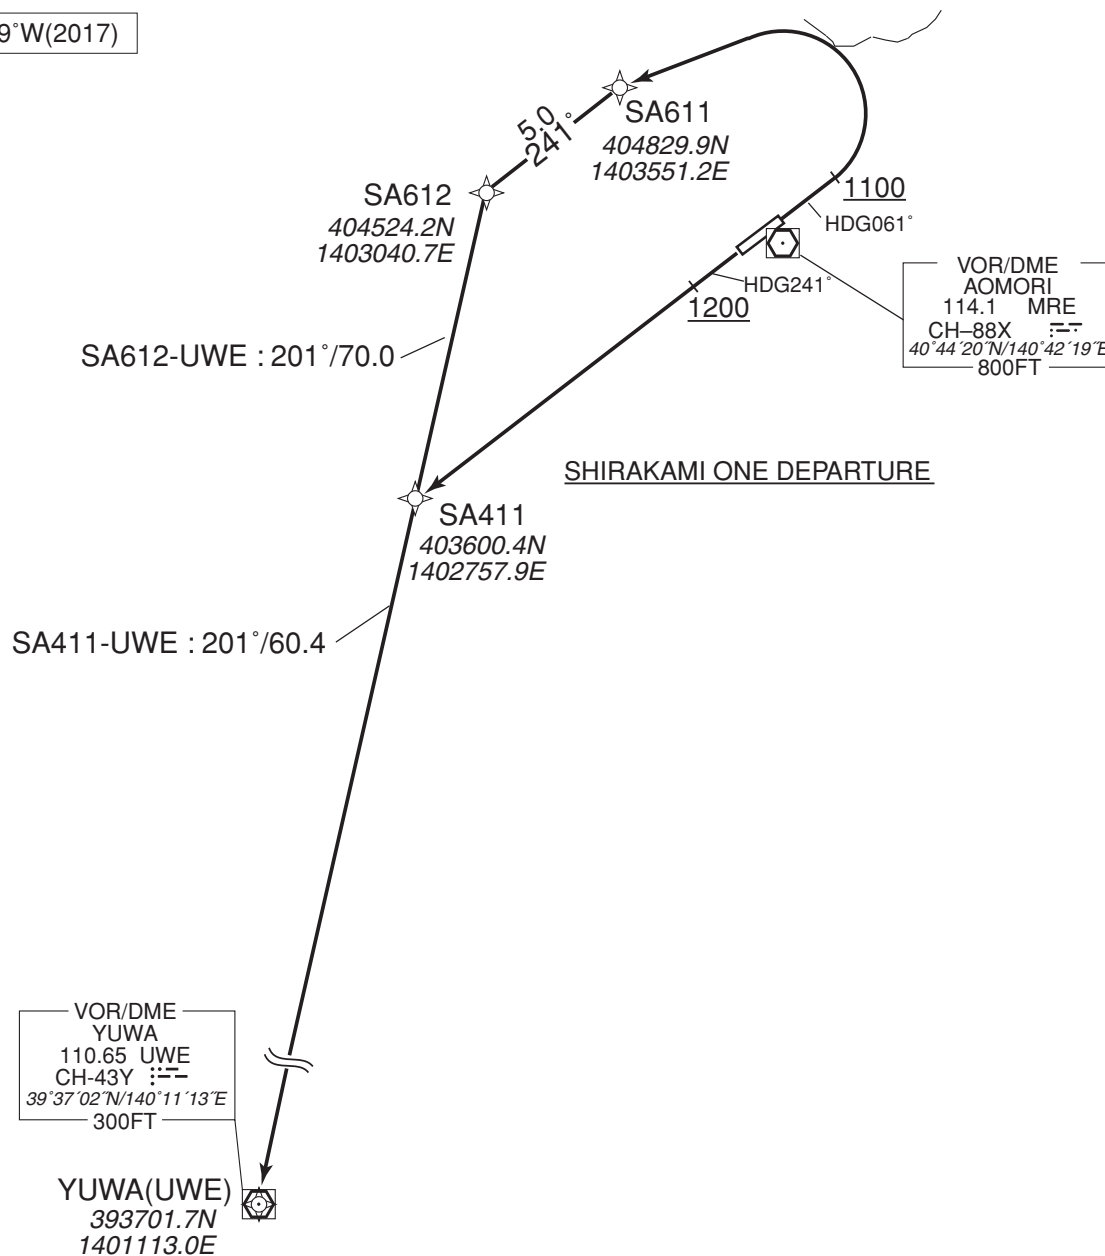 9°W(2017)
SA611
404829.9N
1403551.2E
5.0
241°
SA612
404524.2N
1403040.7E
1100
HDG061°
HDG241°
1200
VOR/DME
AOMORI
114.1 MRE
CH–88X
40°44´20˝N/140°42´19˝E
800FT
SA612-UWE : 201°/70.0
SHIRAKAMI ONE DEPARTURE
SA411
403600.4N
1402757.9E
SA411-UWE : 201°/60.4
VOR/DME
YUWA
110.65 UWE
CH-43Y
39°37´02˝N/140°11´13˝E
300FT
YUWA(UWE)
393701.7N
1401113.0E